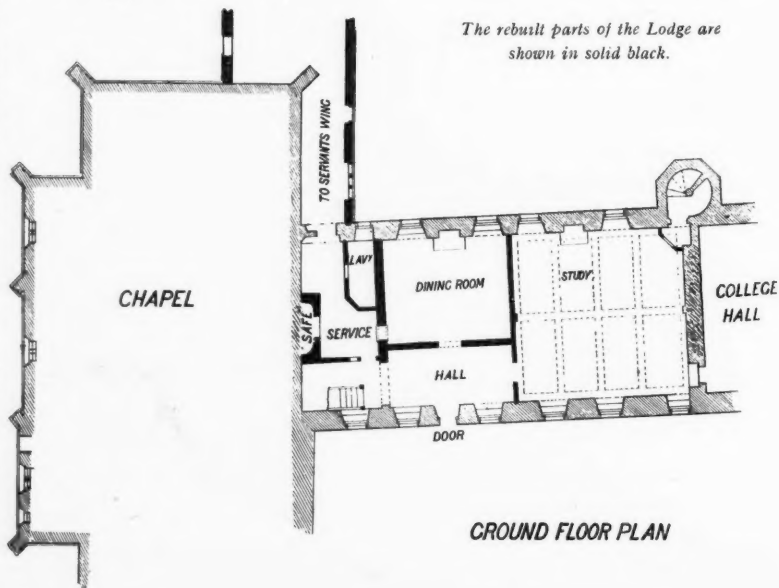 The rebuilt parts of the Lodge are
shown in solid black.
TO SERVANTS WING
CHAPEL
LAVY
DINING ROOM
STUDY
COLLEGE
HALL
SAFE
SERVICE
HALL
DOOR
GROUND FLOOR PLAN